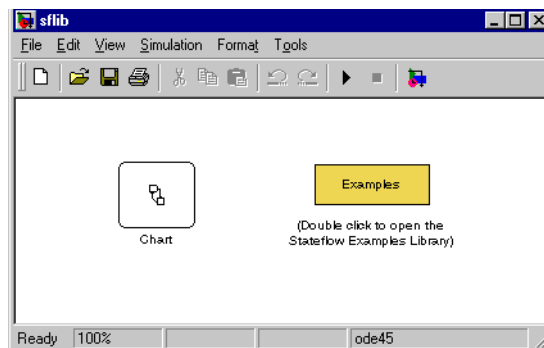 sflib
File Edit View Simulation Format Tools
Chart
Examples
(Double click to open the
Stateflow Examples Library)
Ready 100% ode45